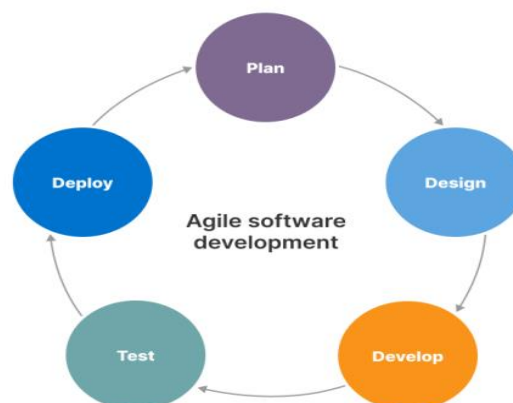 Plan
Design
Develop
Test
Deploy
Agile software
development